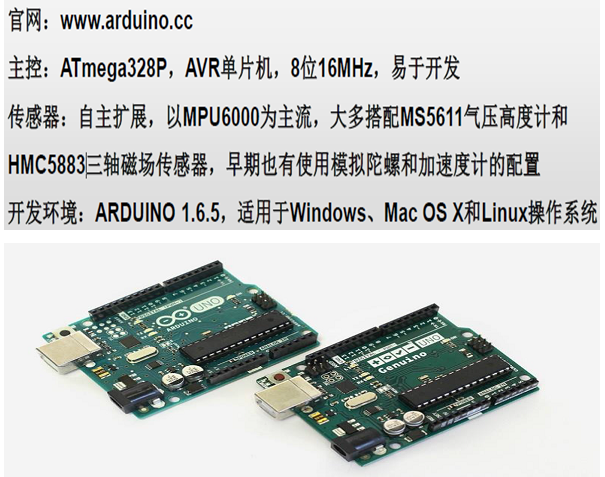 官网：www.arduino.cc
主控：ATmega328P，AVR单片机，8位16MHz，易于开发
传感器：自主扩展，以MPU6000为主流，大多搭配MS5611气压高度计和
HMC5883三轴磁场传感器，早期也有使用模拟陀螺和加速度计的配置
开发环境：ARDUINO 1.6.5，适用于Windows、Mac OS X和Linux操作系统
UNO
ARDUINO
UNO
Genuino